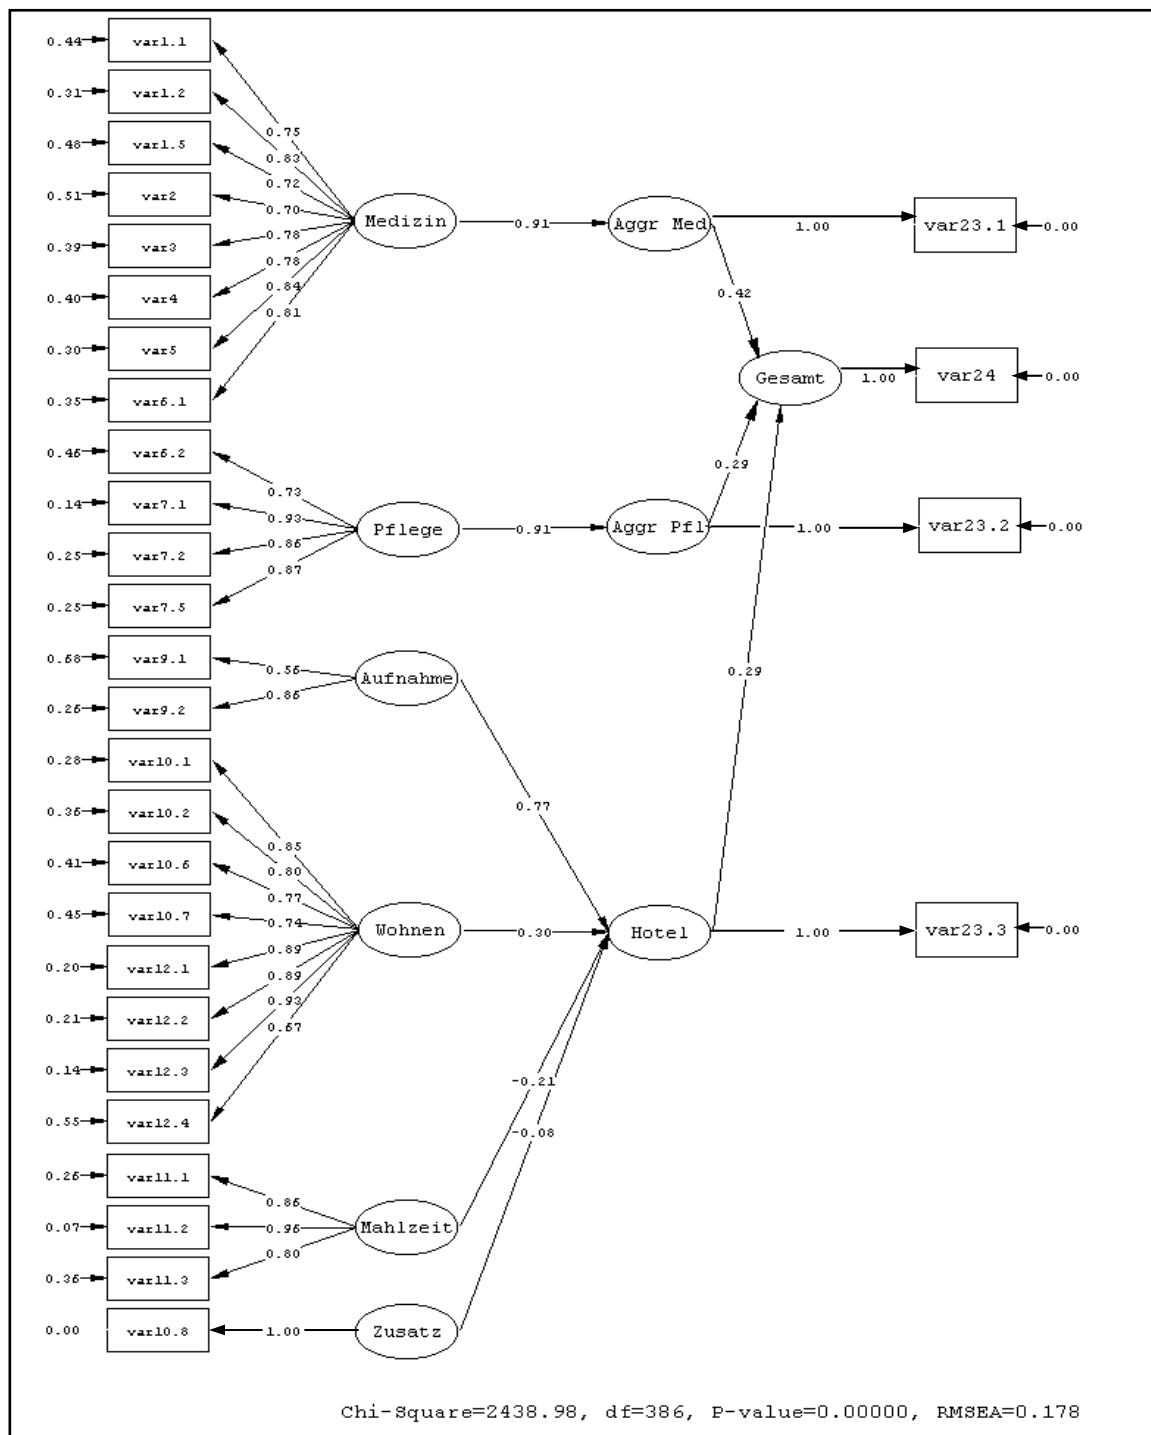 0.44 var1.1
0.31 var1.2
0.75
0.48 var1.5
0.83
0.72
0.51 var2
0.70
Medizin 0.91 Aggr Med 1.00 var23.1 0.00
0.39 var3
0.78
0.78
0.40 var4
0.84
0.42
0.81
0.30 var5
Gesamt 1.00 var24 0.00
0.35 var6.1
0.46 var6.2
0.29
0.73
0.14 var7.1
0.93
Pflege 0.91 Aggr Pfl 1.00 var23.2 0.00
0.25 var7.2
0.86
0.87
0.25 var7.5
0.68 var9.1
0.56
Aufnahme
0.29
0.86
0.26 var9.2
0.28 var10.1
0.77
0.36 var10.2
0.85
0.41 var10.6
0.80
0.77
0.45 var10.7
0.74
Wohnen 0.30 Hotel 1.00 var23.3 0.00
0.89
0.20 var12.1
0.89
0.93
0.21 var12.2
0.67
0.14 var12.3
-0.21
0.55 var12.4
-0.08
0.26 var11.1
0.86
0.07 var11.2
0.96
Mahlzeit
0.80
0.36 var11.3
0.00 var10.8 1.00 Zusatz
Chi-Square=2438.98, df=386, P-value=0.00000, RMSEA=0.178